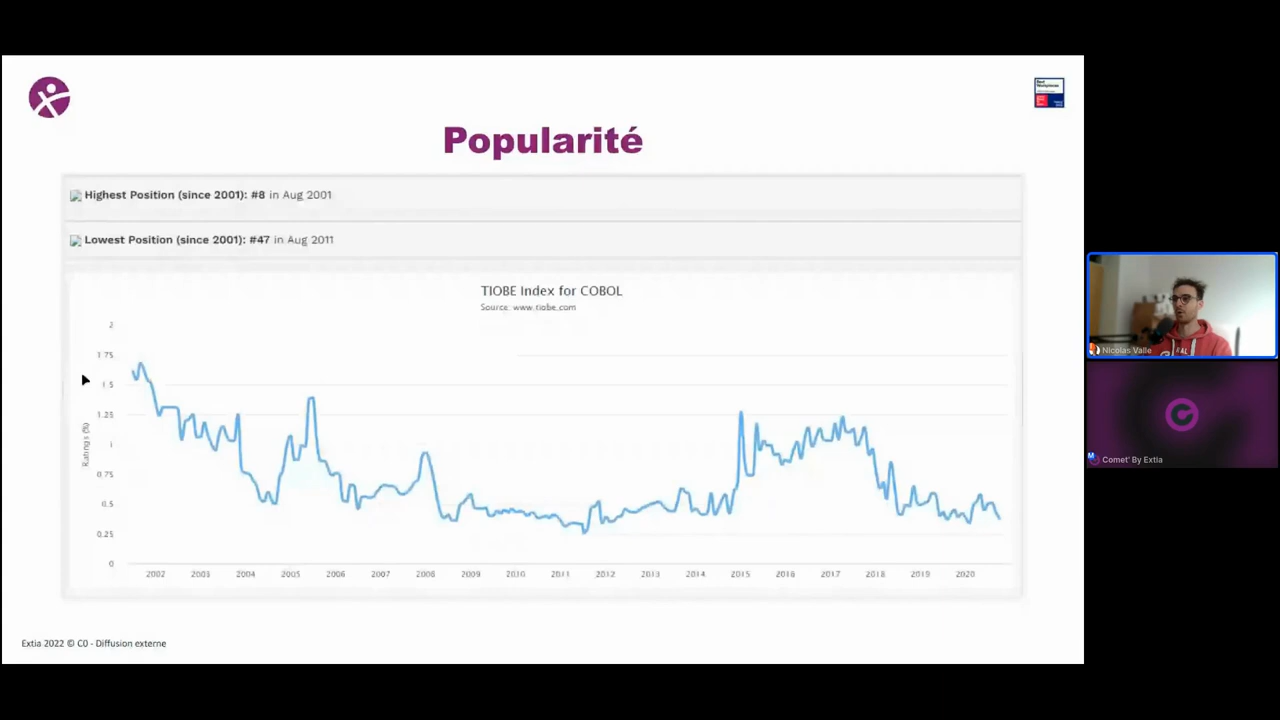 Popularité
Highest Position (since 2001): #8 in Aug 2001
Lowest Position (since 2001): #47 in Aug 2011
TIOBE Index for COBOL
Source: www.tiobe.com
Ratings (%)
2
1.75
1.5
1.25
1
0.75
0.5
0.25
0
2002 2003 2004 2005 2006 2007 2008 2009 2010 2011 2012 2013 2014 2015 2016 2017 2018 2019 2020
Extia 2022 © C0 - Diffusion externe
Nicolas Valle
Comet' By Extia